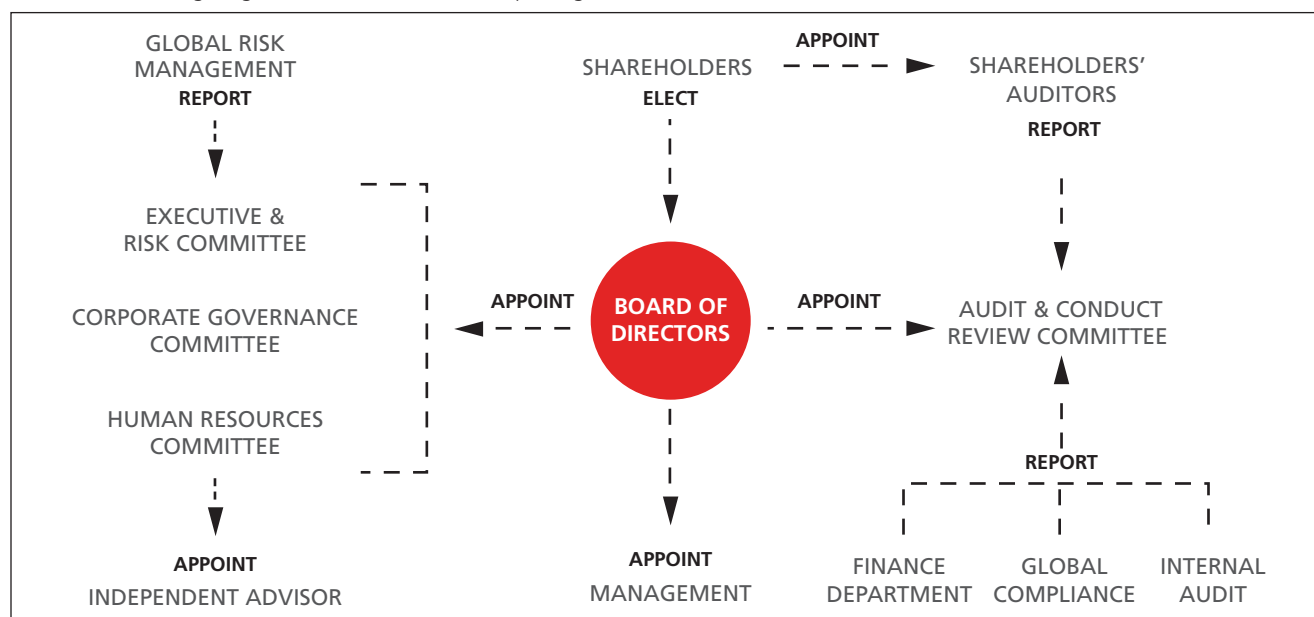 GLOBAL RISK
MANAGEMENT
REPORT
EXECUTIVE &
RISK COMMITTEE
CORPORATE GOVERNANCE
COMMITTEE
HUMAN RESOURCES
COMMITTEE
APPOINT
INDEPENDENT ADVISOR
APPOINT
SHAREHOLDERS
ELECT
BOARD OF
DIRECTORS
APPOINT
MANAGEMENT
APPOINT
SHAREHOLDERS’
AUDITORS
REPORT
APPOINT
AUDIT & CONDUCT
REVIEW COMMITTEE
REPORT
FINANCE
DEPARTMENT
GLOBAL
COMPLIANCE
INTERNAL
AUDIT